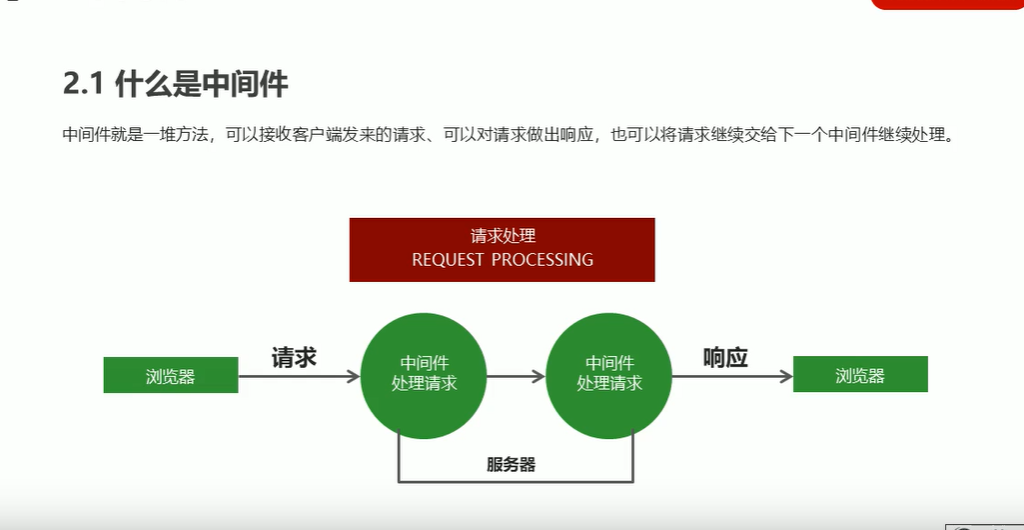 2.1 什么是中间件
中间件就是一堆方法，可以接收客户端发来的请求、可以对请求做出响应，也可以将请求继续交给下一个中间件继续处理。
请求处理
REQUEST PROCESSING
浏览器
请求
中间件
处理请求
中间件
处理请求
响应
浏览器
服务器